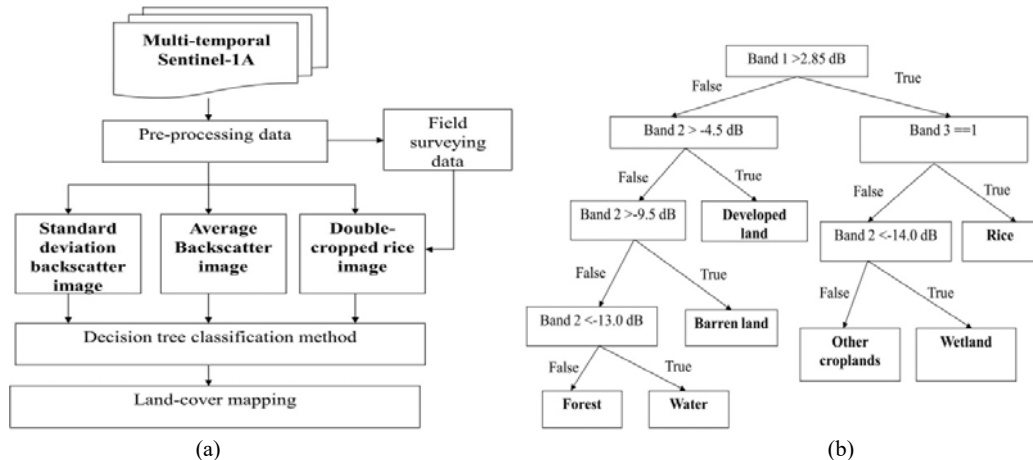 Multi-temporal
Sentinel-1A
Pre-processing data
Field
surveying
data
Standard
deviation
backscatter
image
Average
Backscatter
image
Double-
cropped rice
image
Decision tree classification method
Land-cover mapping
(a)
Band 1 >2.85 dB
False
True
Band 2 > -4.5 dB
Band 3 ==1
False
True
False
True
Band 2 >-9.5 dB
Developed
land
Band 2 <-14.0 dB
Rice
False
True
False
True
Band 2 <-13.0 dB
Barren land
Other
croplands
Wetland
False
True
Forest
Water
(b)